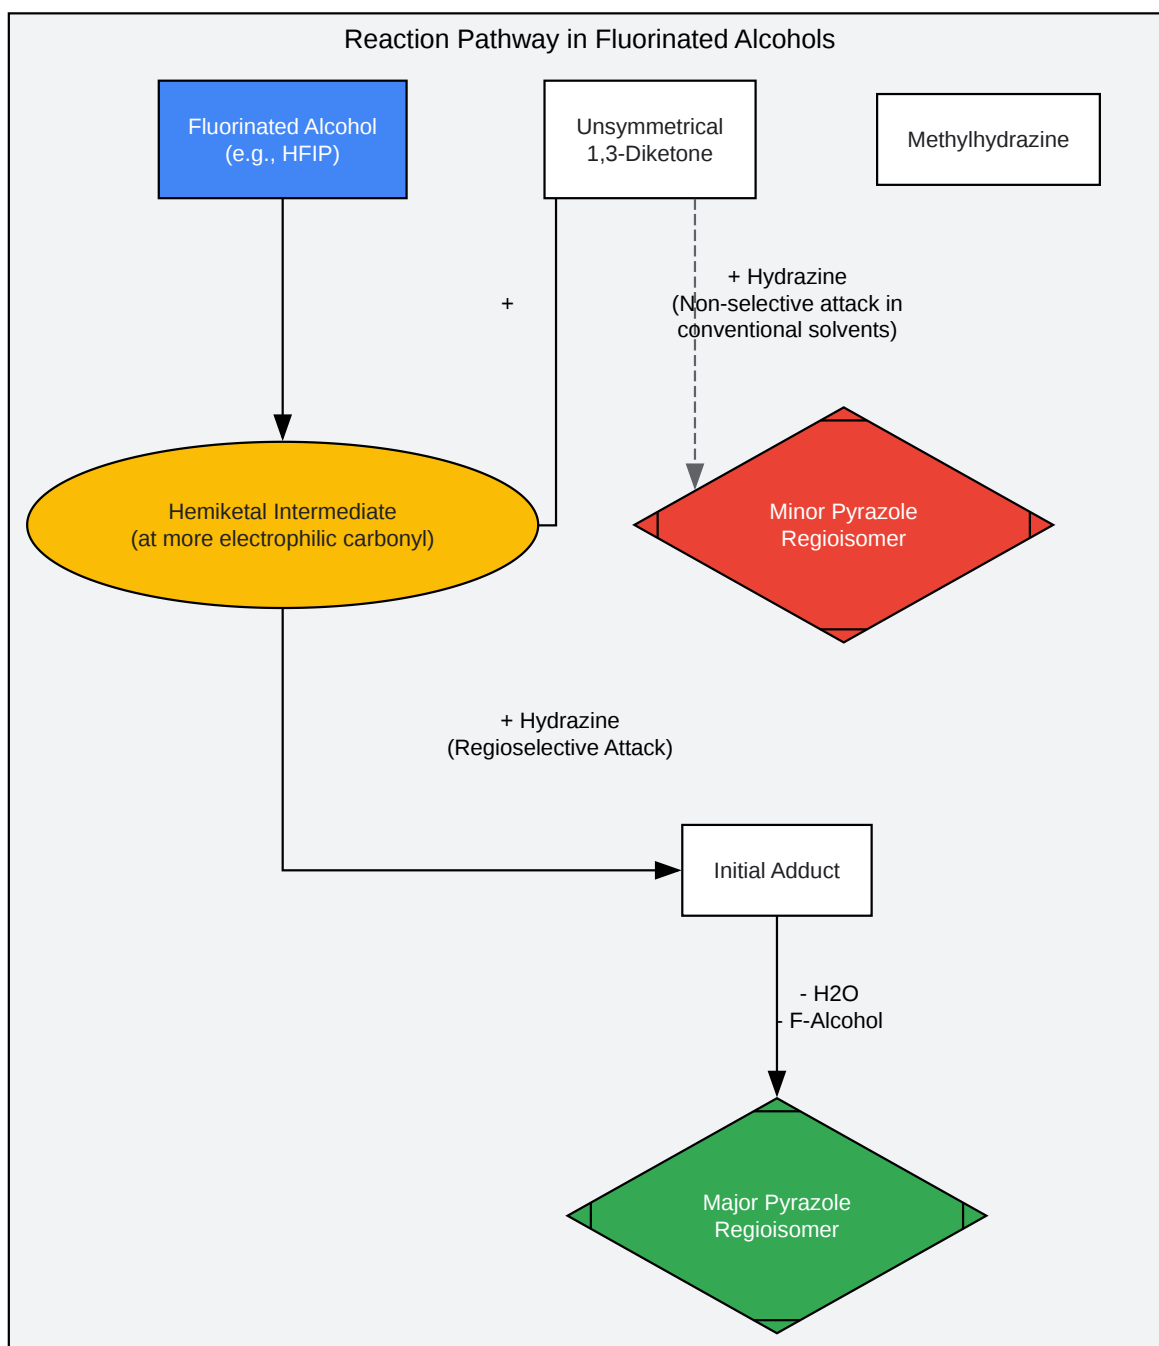 Reaction Pathway in Fluorinated Alcohols
Fluorinated Alcohol
(e.g., HFIP)
Unsymmetrical
1,3-Diketone
Methylhydrazine
+
+ Hydrazine
(Non-selective attack in
conventional solvents)
Hemiketal Intermediate
(at more electrophilic carbonyl)
Minor Pyrazole
Regioisomer
+ Hydrazine
(Regioselective Attack)
Initial Adduct
- H2O
- F-Alcohol
Major Pyrazole
Regioisomer